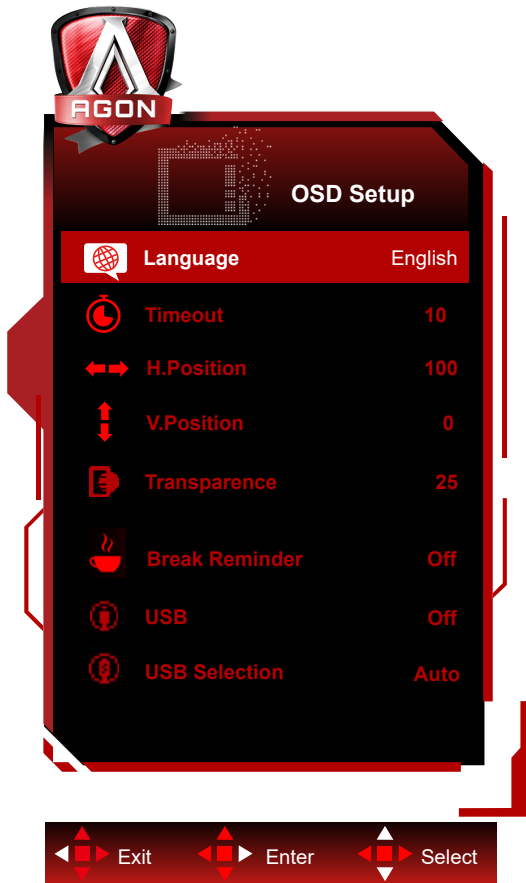 AGON
OSD Setup
Language English
Timeout 10
H.Position 100
V.Position 0
Transparence 25
Break Reminder Off
USB Off
USB Selection Auto
Exit Enter Select